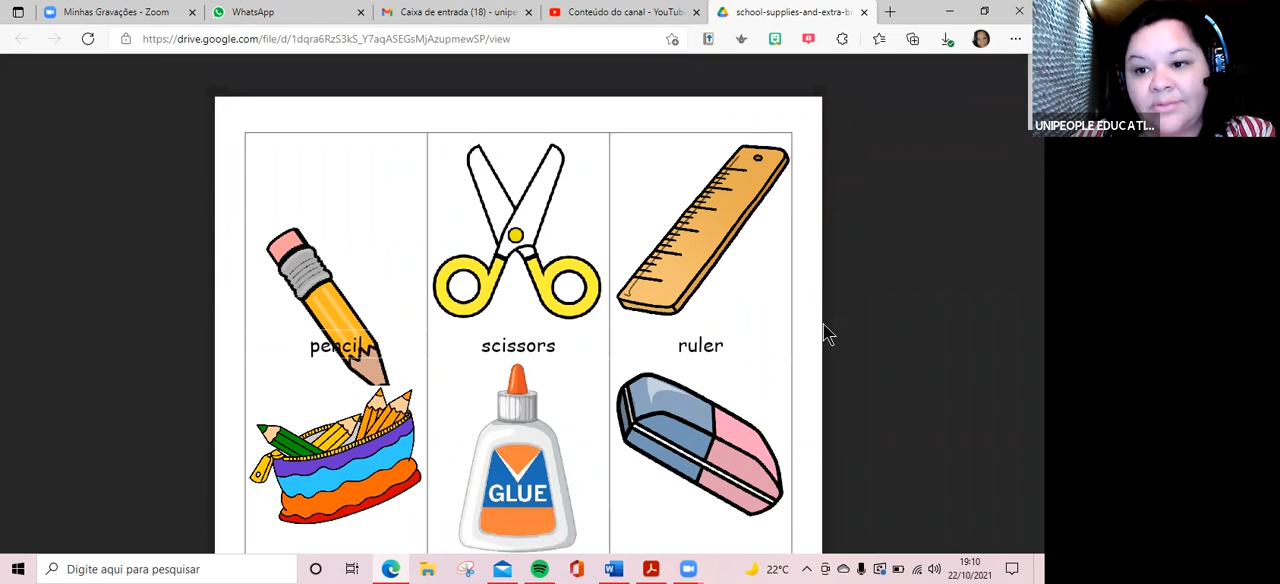 Minhas Gravações - Zoom
WhatsApp
Caixa de entrada (18) - unipe
Conteúdo do canal - YouTub
school-supplies-and-extra-bi
https://drive.google.com/file/d/1dqra6RzS3kS_Y7aqASEGsMjAzupmewSP/view
UNIPEOPLE EDUCATI...
pencil
scissors
ruler
GLUE
Digite aqui para pesquisar
22°C
19:10
22/10/2021